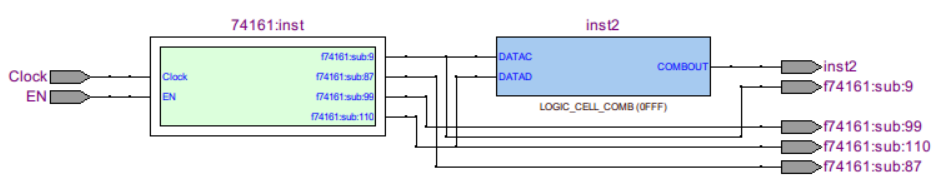 74161:inst
inst2
f74161:sub:9
DATAC
Clock
Clock
f74161:sub:87
DATAD
COMBOUT
inst2
EN
EN
f74161:sub:99
f74161:sub:9
f74161:sub:110
LOGIC_CELL_COMB (0FFF)
f74161:sub:99
f74161:sub:110
f74161:sub:87